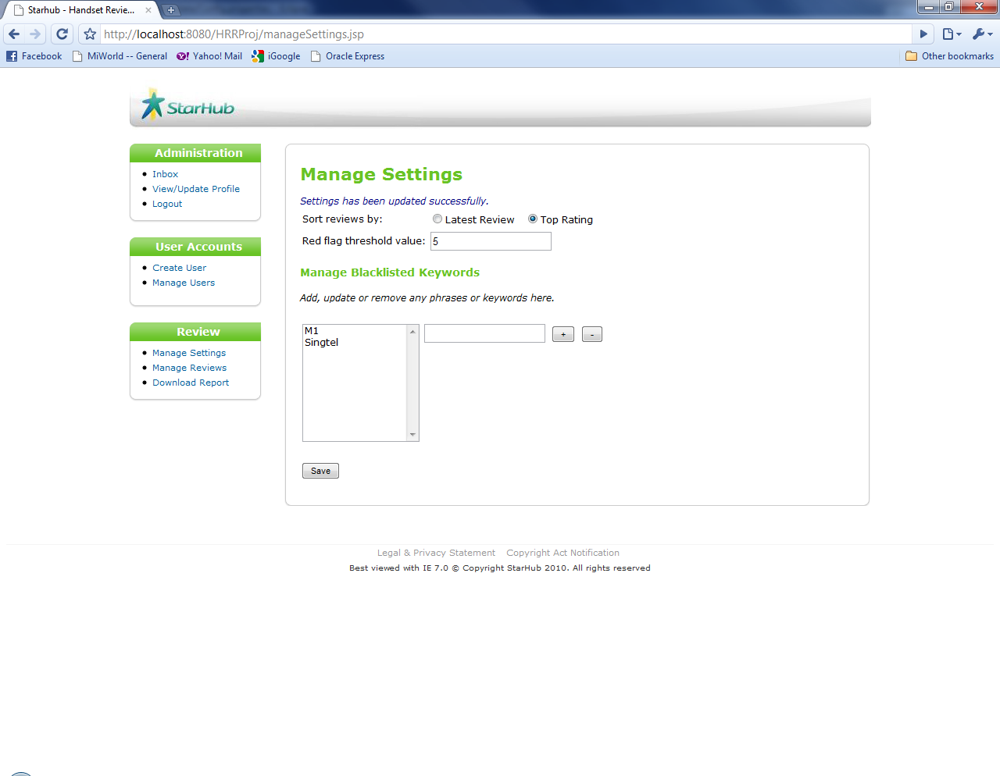 Starhub - Handset Revie...
http://localhost:8080/HRRProj/manageSettings.jsp
Facebook MiWorld -- General Yahoo! Mail iGoogle Oracle Express Other bookmarks
StarHub
Administration
Inbox
View/Update Profile
Logout
User Accounts
Create User
Manage Users
Review
Manage Settings
Manage Reviews
Download Report
Manage Settings
Settings has been updated successfully.
Sort reviews by: Latest Review Top Rating
Red flag threshold value: 5
Manage Blacklisted Keywords
Add, update or remove any phrases or keywords here.
M1
Singtel
+ -
Save
Legal & Privacy Statement Copyright Act Notification
Best viewed with IE 7.0 © Copyright StarHub 2010. All rights reserved